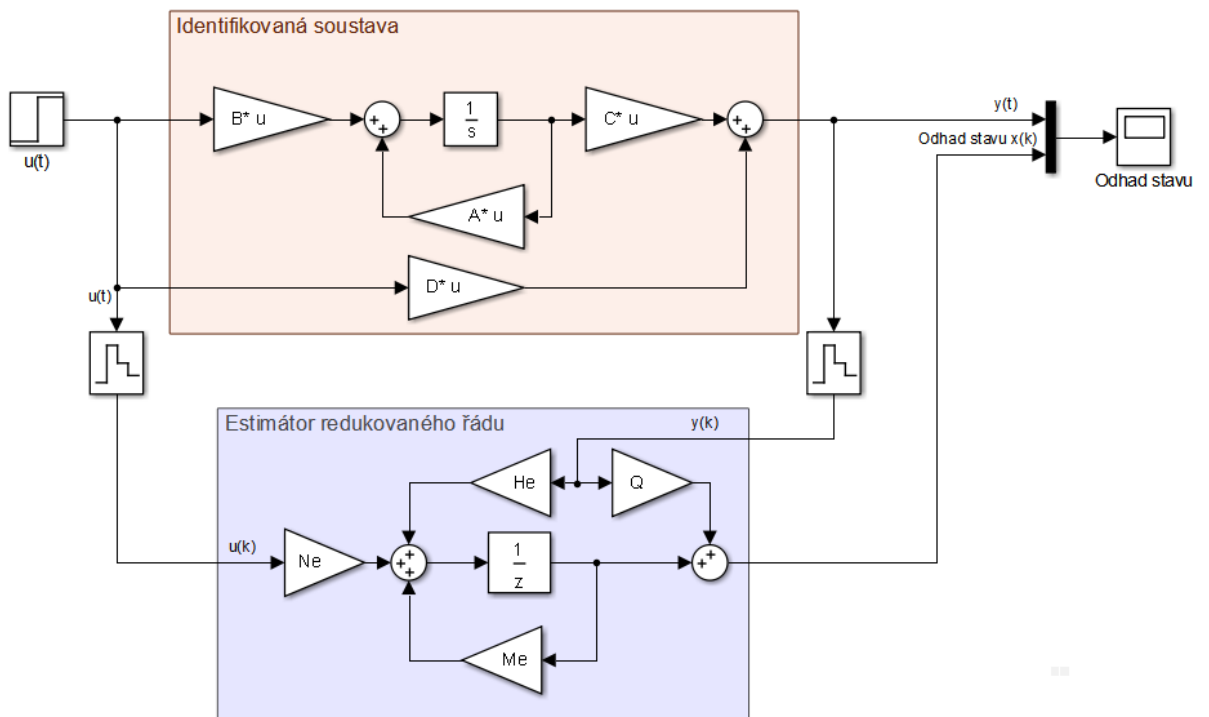 Identifikovaná soustava
u(t)
B* u
1
s
C* u
A* u
D* u
y(t)
Odhad stavu x(k)
Odhad stavu
u(t)
Estimátor redukovaného řádu
y(k)
He
Q
u(k)
Ne
1
z
Me